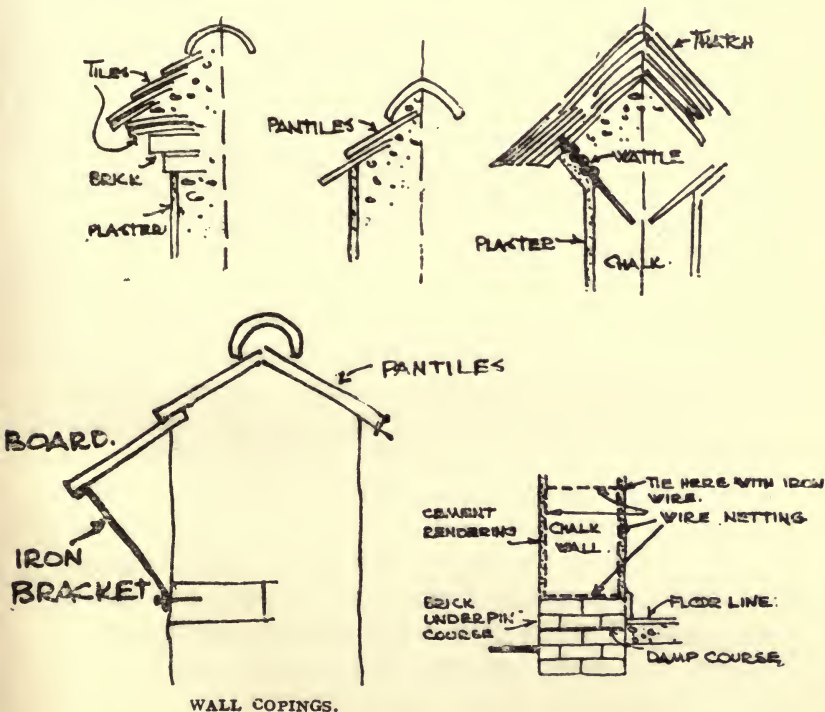 TILES
BRICK
PLASTER
PANTILES
THATCH
WATTLE
PLASTER
CHALK.
PANTILES
BOARD.
IRON
BRACKET
TIE HERE WITH IRON
WIRE.
WIRE NETTING
CEMENT
RENDERING
CHALK
WALL.
BRICK
UNDERPIN
COURSE
FLOOR LINE.
DAMP COURSE.
WALL COPINGS.